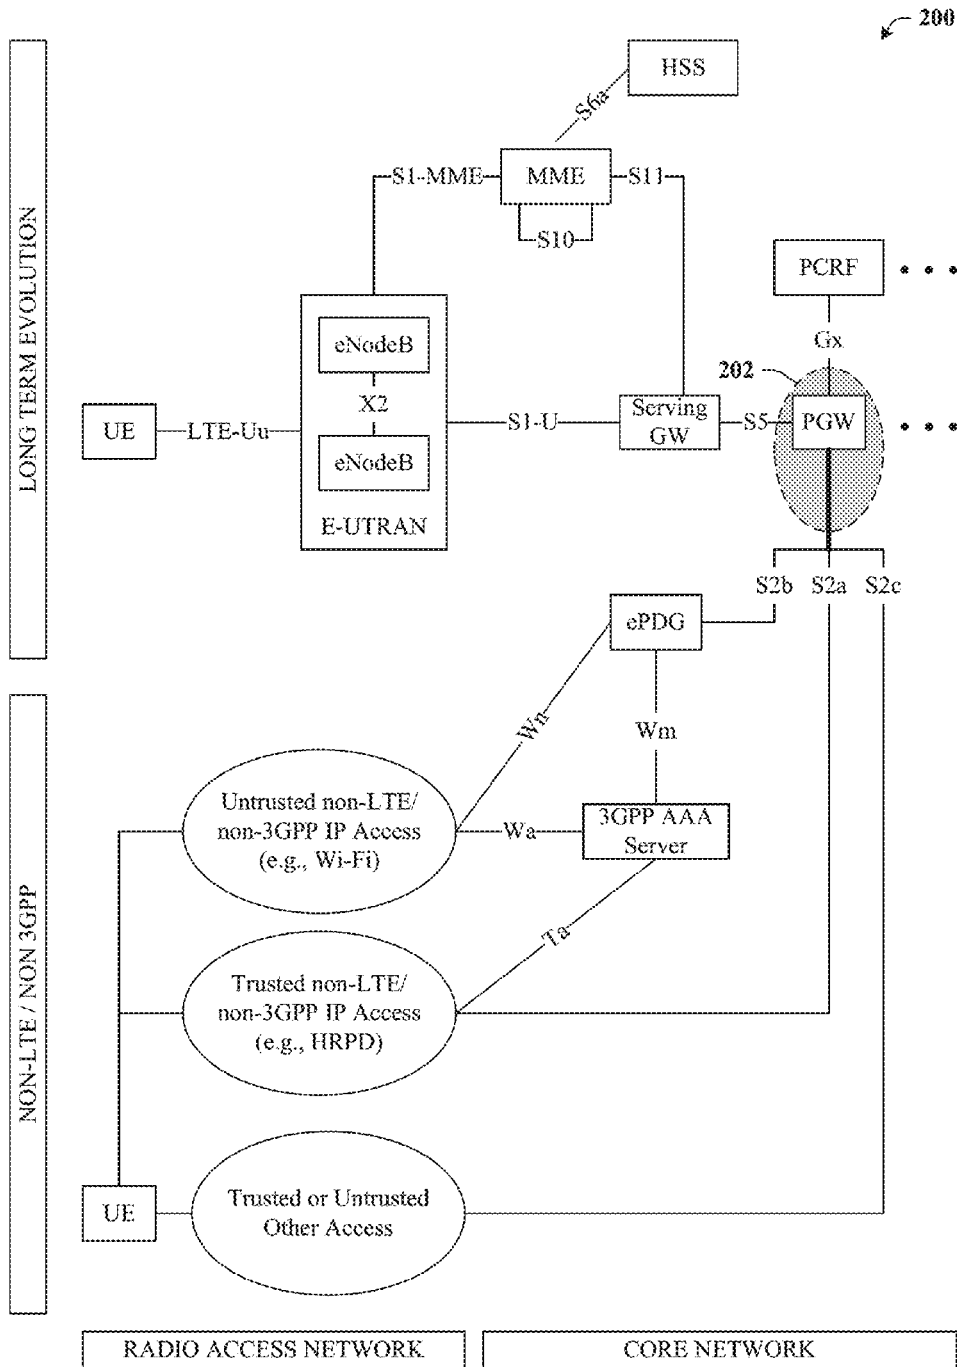 200
HSS
S6a
S1-MME
MME
S11
S10
PCRF
Gx
202
eNodeB
X2
eNodeB
E-UTRAN
UE
LTE-Uu
S1-U
Serving
GW
S5
PGW
LONG TERM EVOLUTION
S2b
S2a
S2c
ePDG
Wn
Wm
Untrusted non-LTE/
non-3GPP IP Access
(e.g., Wi-Fi)
Wa
3GPP AAA
Server
Ta
Trusted non-LTE/
non-3GPP IP Access
(e.g., HRPD)
NON-LTE / NON 3GPP
UE
Trusted or Untrusted
Other Access
RADIO ACCESS NETWORK
CORE NETWORK